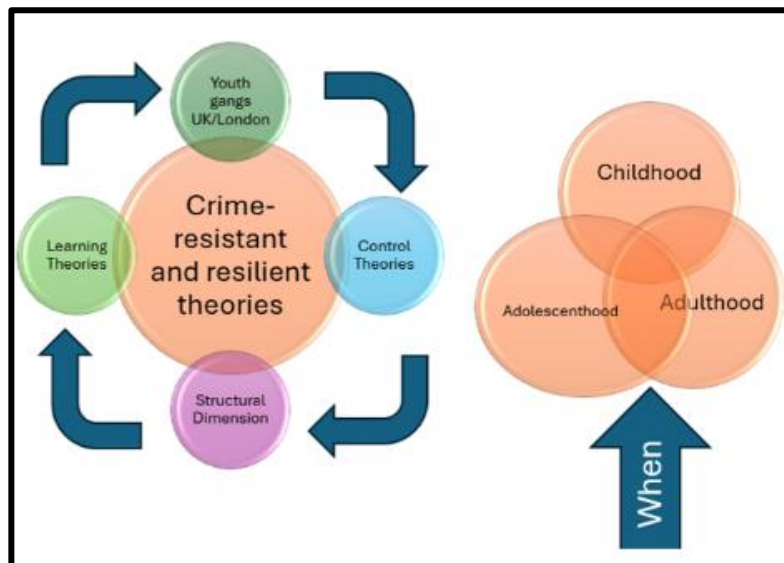 Youth
gangs
UK/London
Learning
Theories
Crime-
resistant
and resilient
theories
Control
Theories
Structural
Dimension
Childhood
Adolescenthood
Adulthood
When